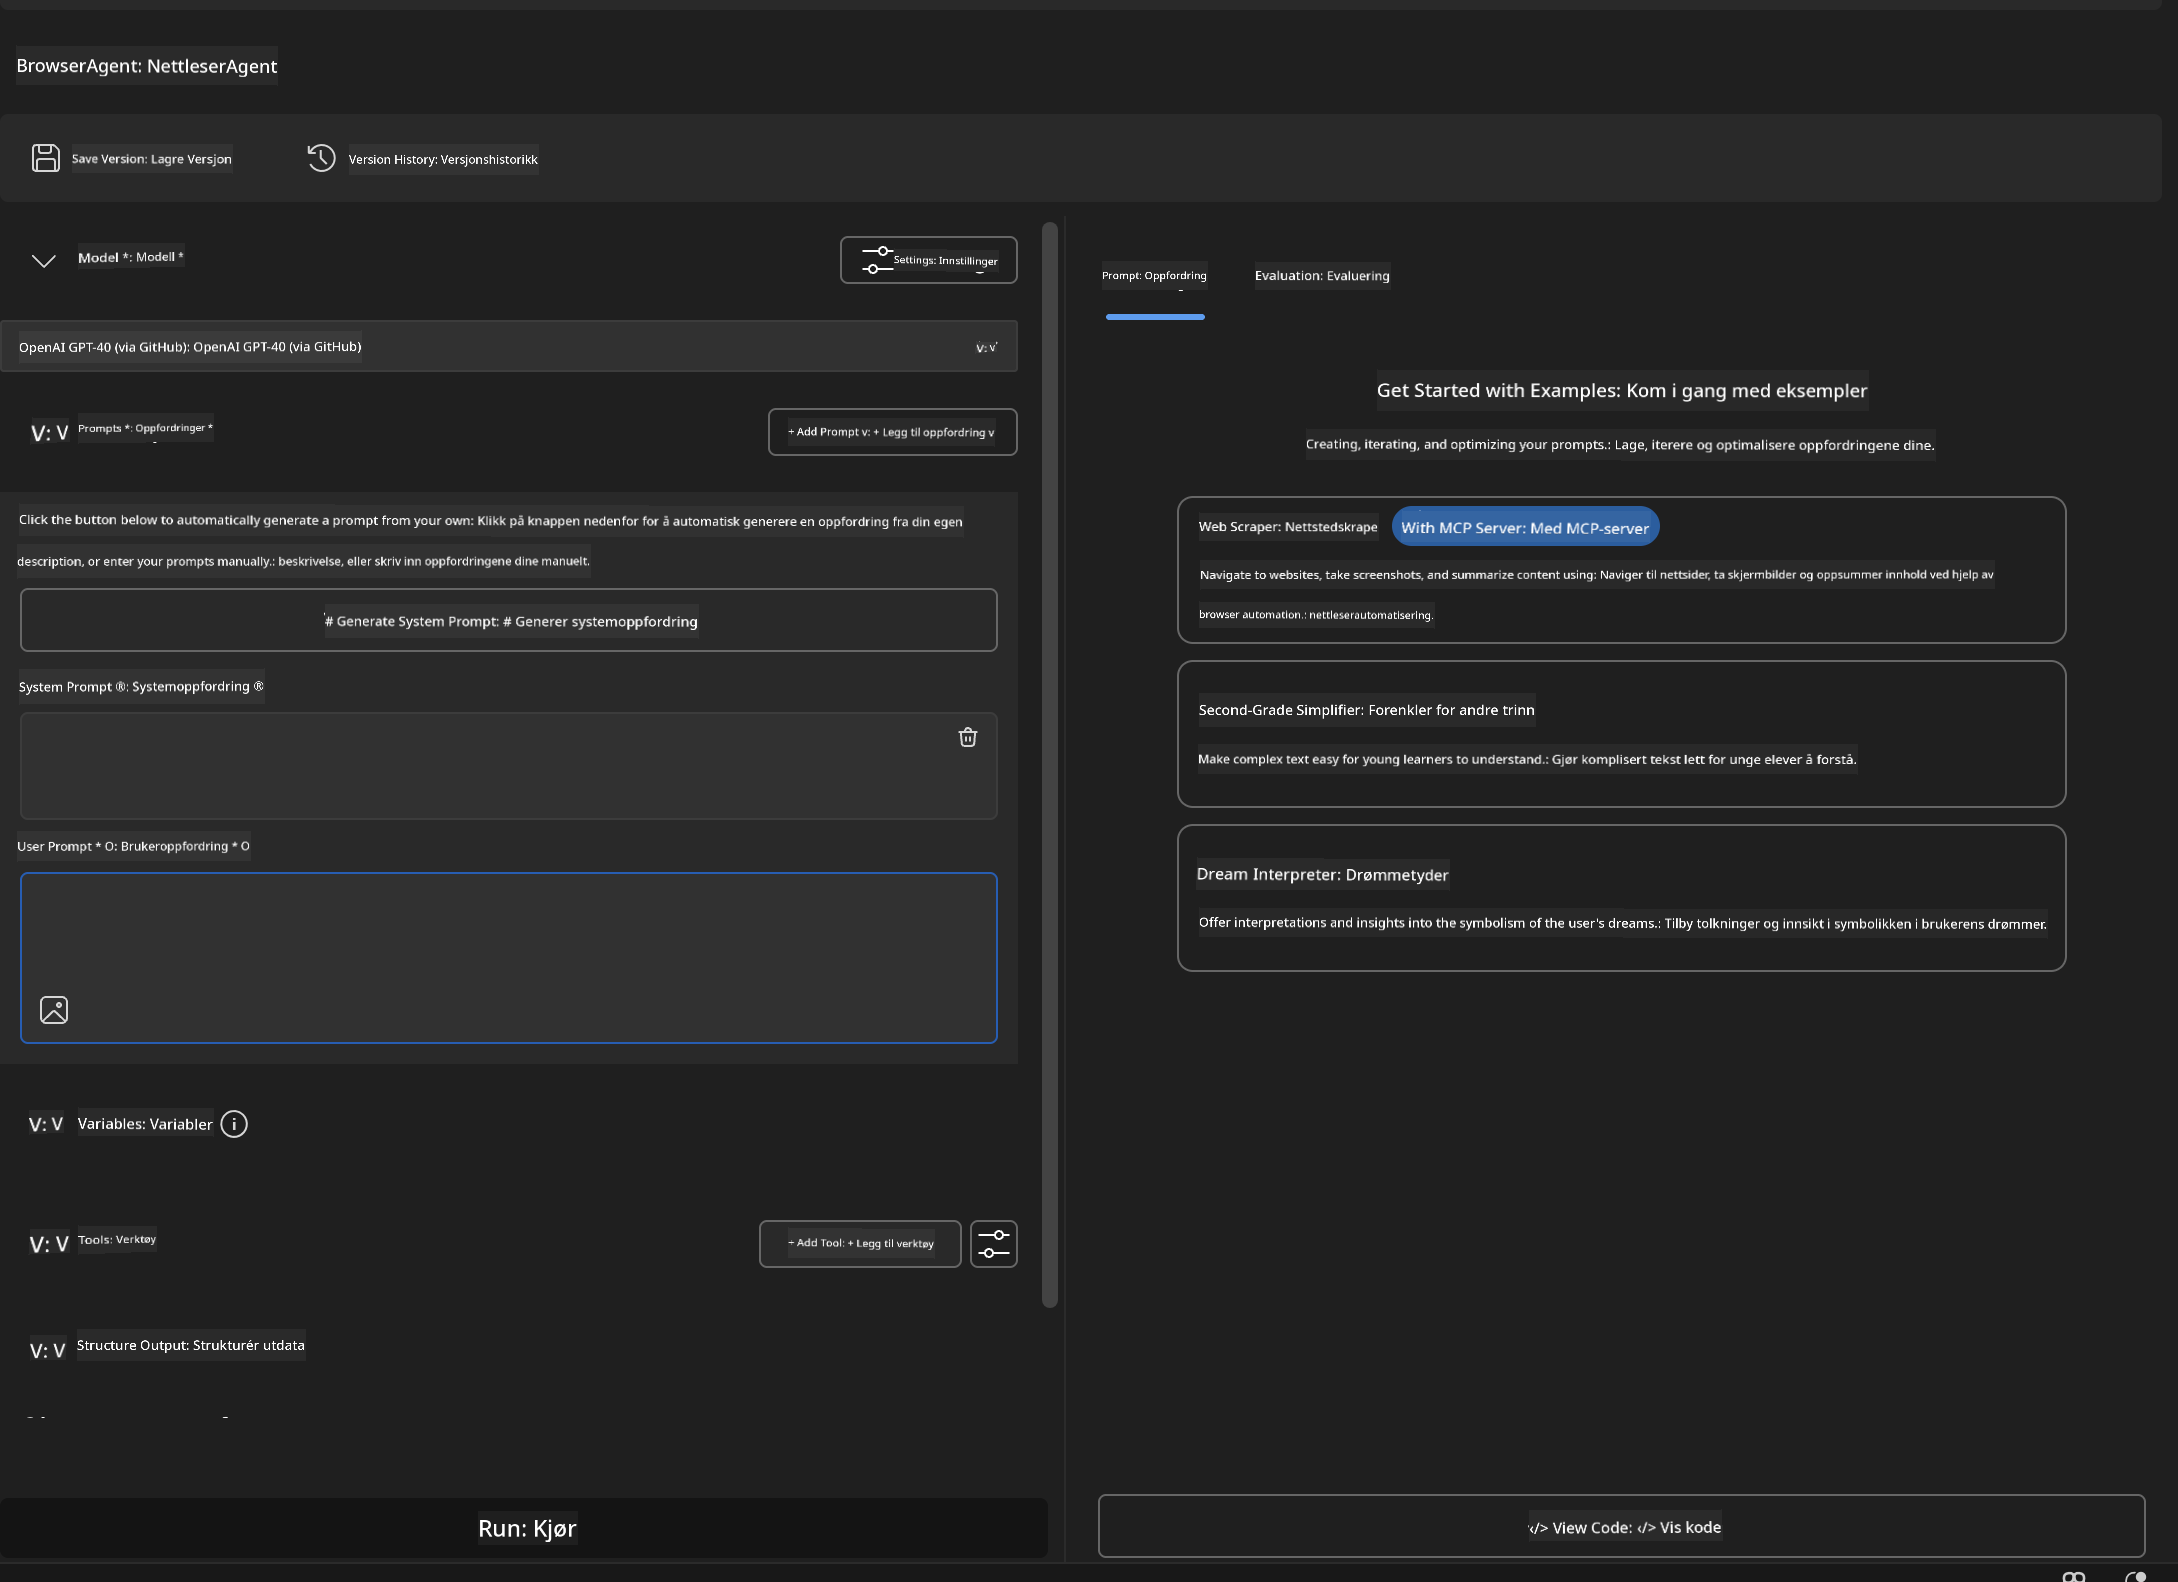 BrowserAgent: NettleserAgent
Save Version: Lagre Versjon
Version History: Versjonshistorikk
Model *: Modell *
Settings: Innstillinger
OpenAI GPT-40 (via GitHub): OpenAI GPT-40 (via GitHub)
v: v
V: V
Prompts *: Oppfordringer *
+ Add Prompt v: + Legg til oppfordring v
Click the button below to automatically generate a prompt from your own: Klikk på knappen nedenfor for å automatisk generere en oppfordring fra din egen
description, or enter your prompts manually.: beskrivelse, eller skriv inn oppfordringene dine manuelt.
# Generate System Prompt: # Generer systemoppfordring
System Prompt ®: Systemoppfordring ®
User Prompt * O: Brukeroppfordring * O
V: V
Variables: Variabler
V: V
Tools: Verktøy
+ Add Tool: + Legg til verktøy
V: V
Structure Output: Strukturér utdata
Run: Kjør
Prompt: Oppfordring
Evaluation: Evaluering
Get Started with Examples: Kom i gang med eksempler
Creating, iterating, and optimizing your prompts.: Lage, iterere og optimalisere oppfordringene dine.
Web Scraper: Nettstedskrape
With MCP Server: Med MCP-server
Navigate to websites, take screenshots, and summarize content using: Naviger til nettsider, ta skjermbilder og oppsummer innhold ved hjelp av
browser automation.: nettleserautomatisering.
Second-Grade Simplifier: Forenkler for andre trinn
Make complex text easy for young learners to understand.: Gjør komplisert tekst lett for unge elever å forstå.
Dream Interpreter: Drømmetyder
Offer interpretations and insights into the symbolism of the user's dreams.: Tilby tolkninger og innsikt i symbolikken i brukerens drømmer.
‹/> View Code: ‹/> Vis kode